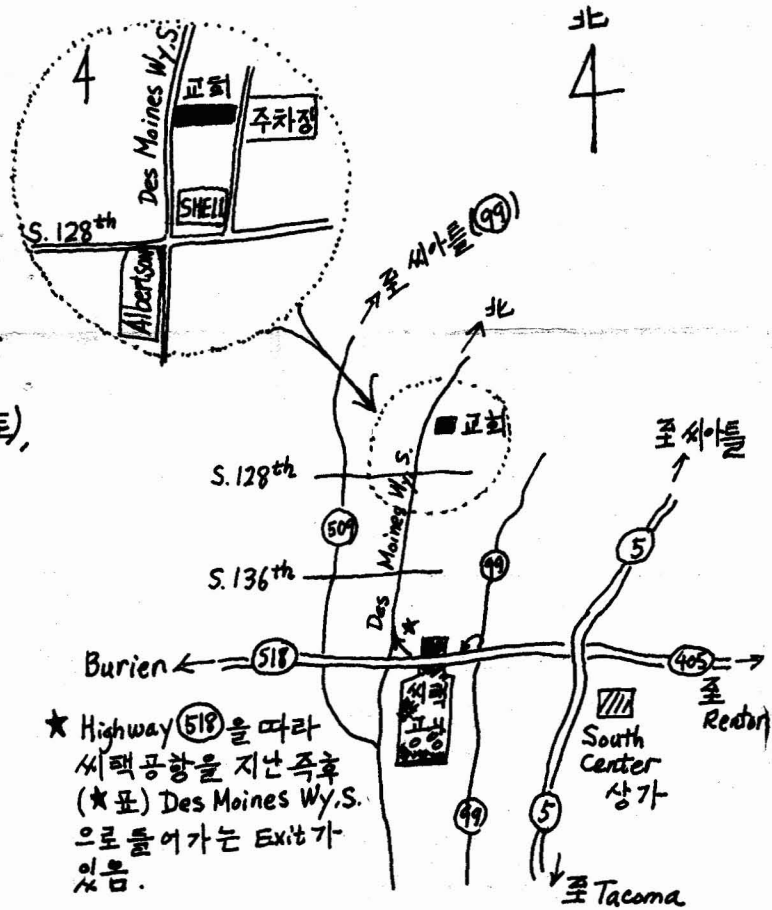 北
Des Moines Wy.S.
교회
주차장
SHELL
S. 128th
Albertson
至 씨아틀 (99)
北
교회
至 씨아틀
S. 128th
509
5
Des Moines Wy.S.
99
S. 136th
★
Burien
518
405
至
Renton
씨택
공항
South
Center
상가
99
5
至 Tacoma
★ Highway 518 을 따라
씨택공항을 지난 즉후
(★표) Des Moines Wy.S.
으로 들어가는 Exit가
있음.